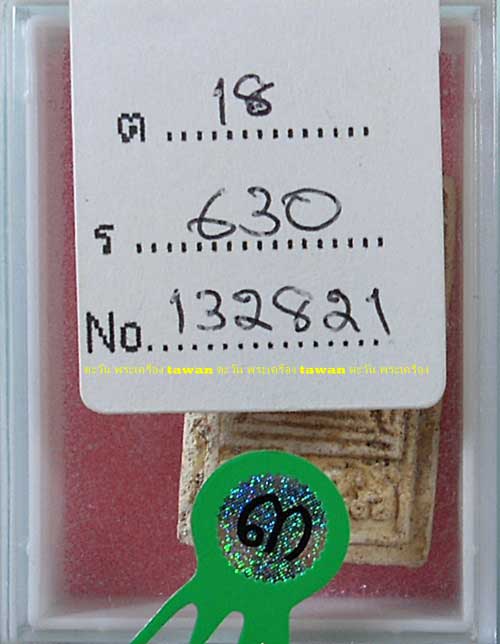 ต 18
ร 630
No. 132821
ตะวัน พระเครื่อง tawan ตะวัน พระเครื่อง tawan ตะวัน พระเครื่อง